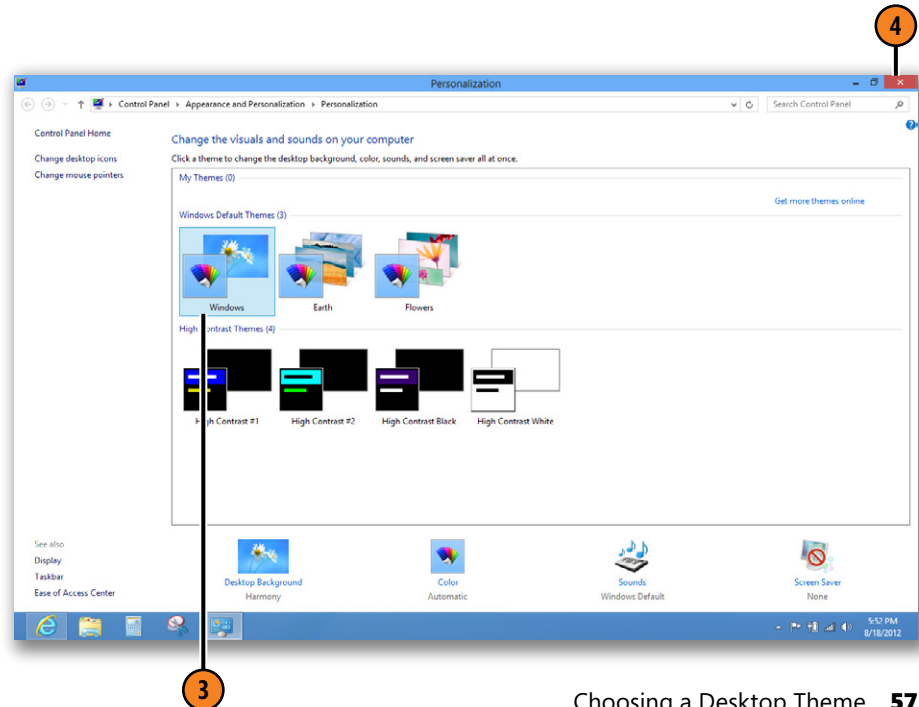 4
Personalization
Control Panel Appearance and Personalization Personalization
Search Control Panel
Control Panel Home
Change the visuals and sounds on your computer
Change desktop icons
Click a theme to change the desktop background, color, sounds, and screen saver all at once.
Change mouse pointers
My Themes (0)
Get more themes online
Windows Default Themes (3)
Windows
Earth
Flowers
High Contrast Themes (4)
High Contrast #1
High Contrast #2
High Contrast Black
High Contrast White
See also
Display
Taskbar
Ease of Access Center
Desktop Background
Harmony
Color
Automatic
Sounds
Windows Default
Screen Saver
None
5:52 PM
8/18/2012
3
Choosing a Desktop Theme 57